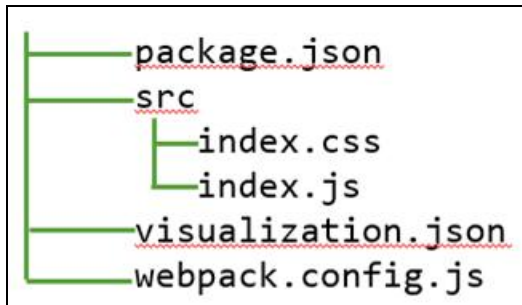 package.json
src
index.css
index.js
visualization.json
webpack.config.js